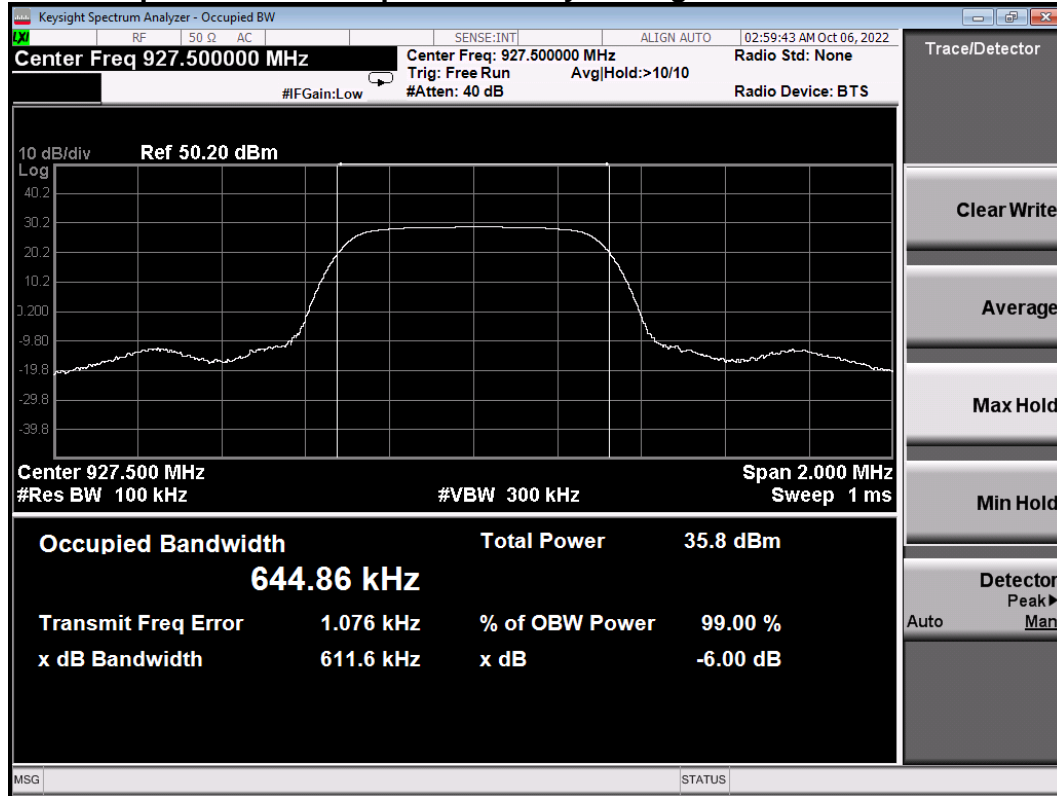 Keysight Spectrum Analyzer - Occupied BW
LXI RF 50 Ω AC SENSE:INT ALIGN AUTO 02:59:43 AM Oct 06, 2022
Center Freq 927.500000 MHz
Center Freq: 927.500000 MHz Radio Std: None
Trig: Free Run Avg|Hold:>10/10
#IFGain:Low #Atten: 40 dB Radio Device: BTS
10 dB/div Ref 50.20 dBm
Log
40.2
30.2
20.2
10.2
0.200
-9.80
-19.8
-29.8
-39.8
Center 927.500 MHz Span 2.000 MHz
#Res BW 100 kHz #VBW 300 kHz Sweep 1 ms
Occupied Bandwidth Total Power 35.8 dBm
644.86 kHz
Transmit Freq Error 1.076 kHz % of OBW Power 99.00 %
x dB Bandwidth 611.6 kHz x dB -6.00 dB
MSG STATUS
Trace/Detector
Clear Write
Average
Max Hold
Min Hold
Detector
Peak▶
Auto Man